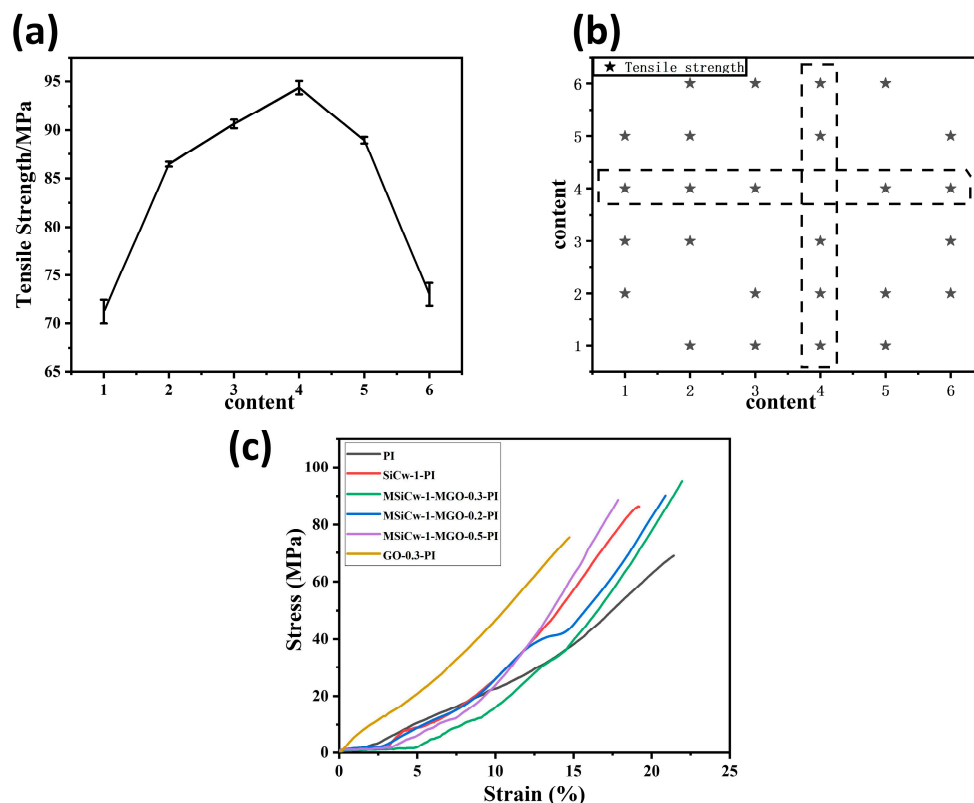 (a)
Tensile Strength/MPa
95
90
85
80
75
70
65
1 2 3 4 5 6
content
(b)
★ Tensile strength
content
6
5
4
3
2
1
1 2 3 4 5 6
content
(c)
PI
SiCw-1-PI
MSiCw-1-MGO-0.3-PI
MSiCw-1-MGO-0.2-PI
MSiCw-1-MGO-0.5-PI
GO-0.3-PI
Stress (MPa)
100
80
60
40
20
0
0 5 10 15 20 25
Strain (%)